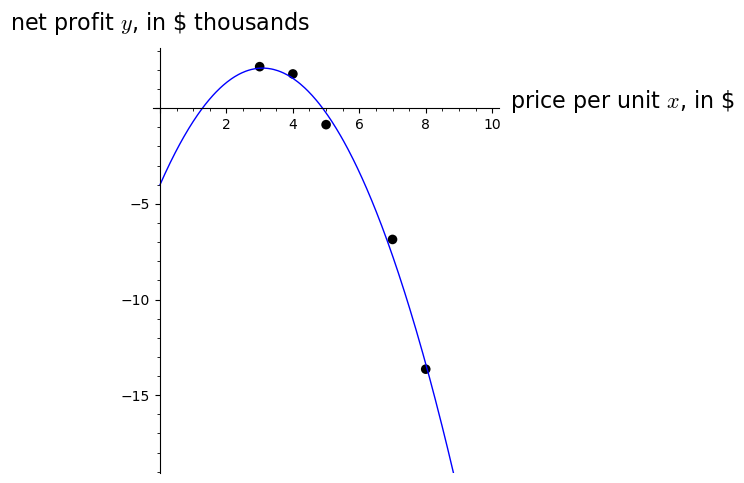 net profit y, in $ thousands
price per unit x, in $
2 4 6 8 10
−5
−10
−15